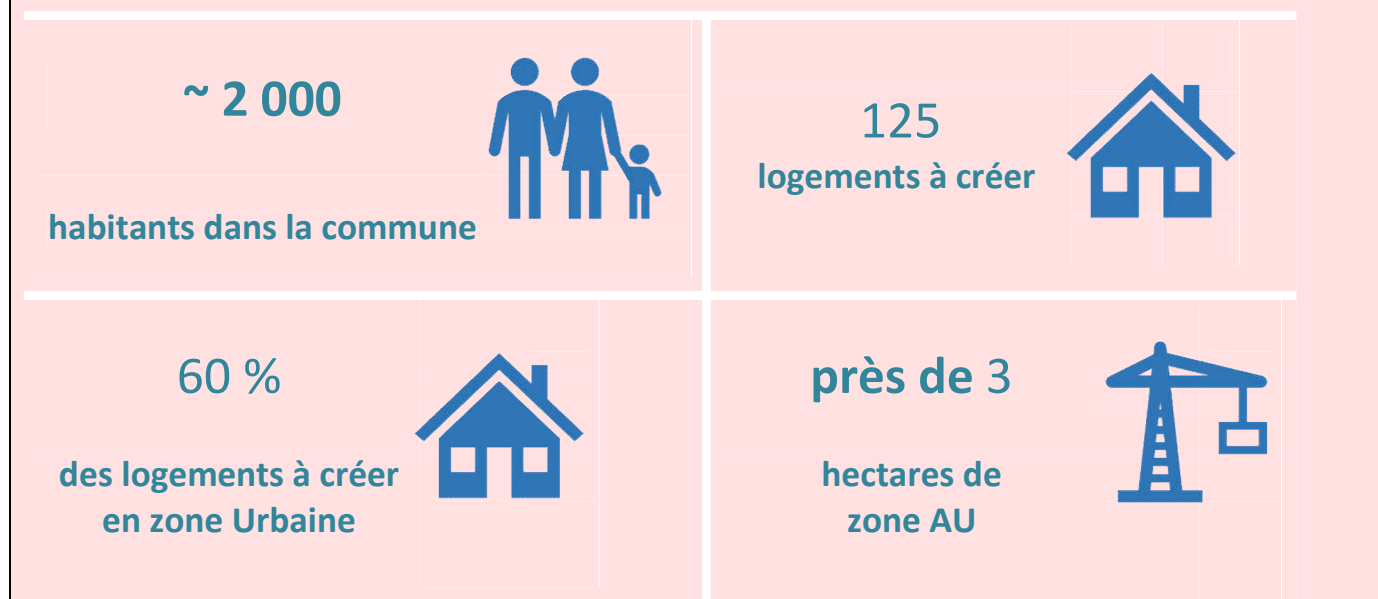 ~ 2 000
habitants dans la commune
125
logements à créer
60 %
des logements à créer
en zone Urbaine
près de 3
hectares de
zone AU